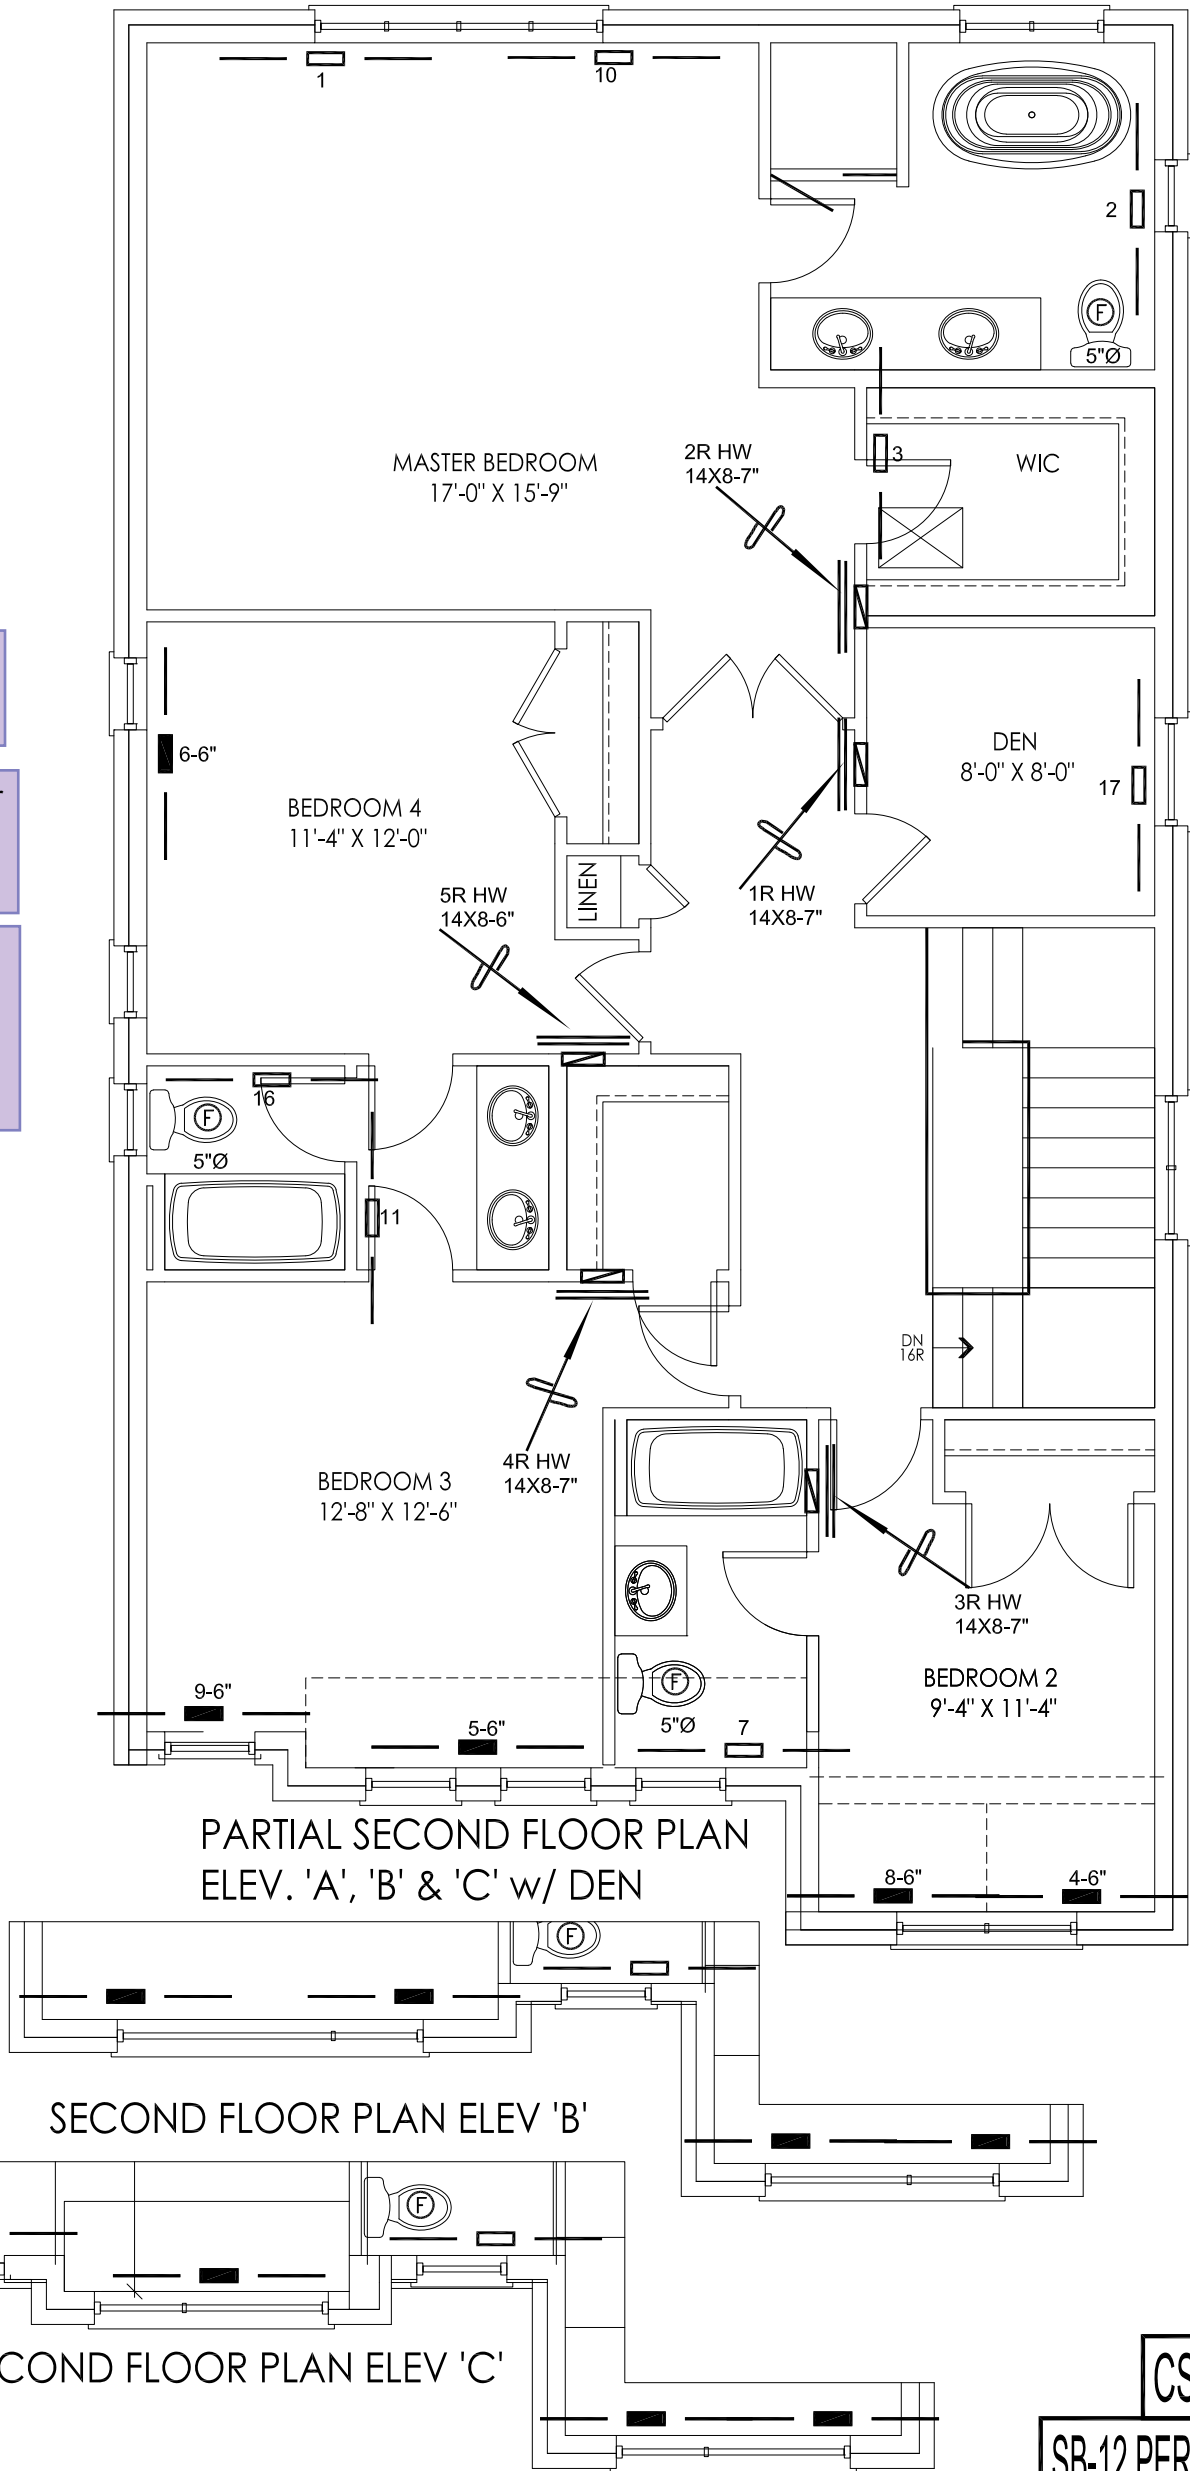 1
10
2
F
5"Ø
MASTER BEDROOM
17'-0" X 15'-9"
2R HW
14X8-7"
3
WIC
6-6"
DEN
8'-0" X 8'-0"
17
BEDROOM 4
11'-4" X 12'-0"
LINEN
5R HW
14X8-6"
1R HW
14X8-7"
16
F
5"Ø
11
DN
16R
4R HW
14X8-7"
BEDROOM 3
12'-8" X 12'-6"
3R HW
14X8-7"
BEDROOM 2
9'-4" X 11'-4"
F
5"Ø
9-6"
5-6"
7
8-6"
4-6"
PARTIAL SECOND FLOOR PLAN
ELEV. 'A', 'B' & 'C' w/ DEN
F
SECOND FLOOR PLAN ELEV 'B'
F
COND FLOOR PLAN ELEV 'C'
CS
SB-12 PER